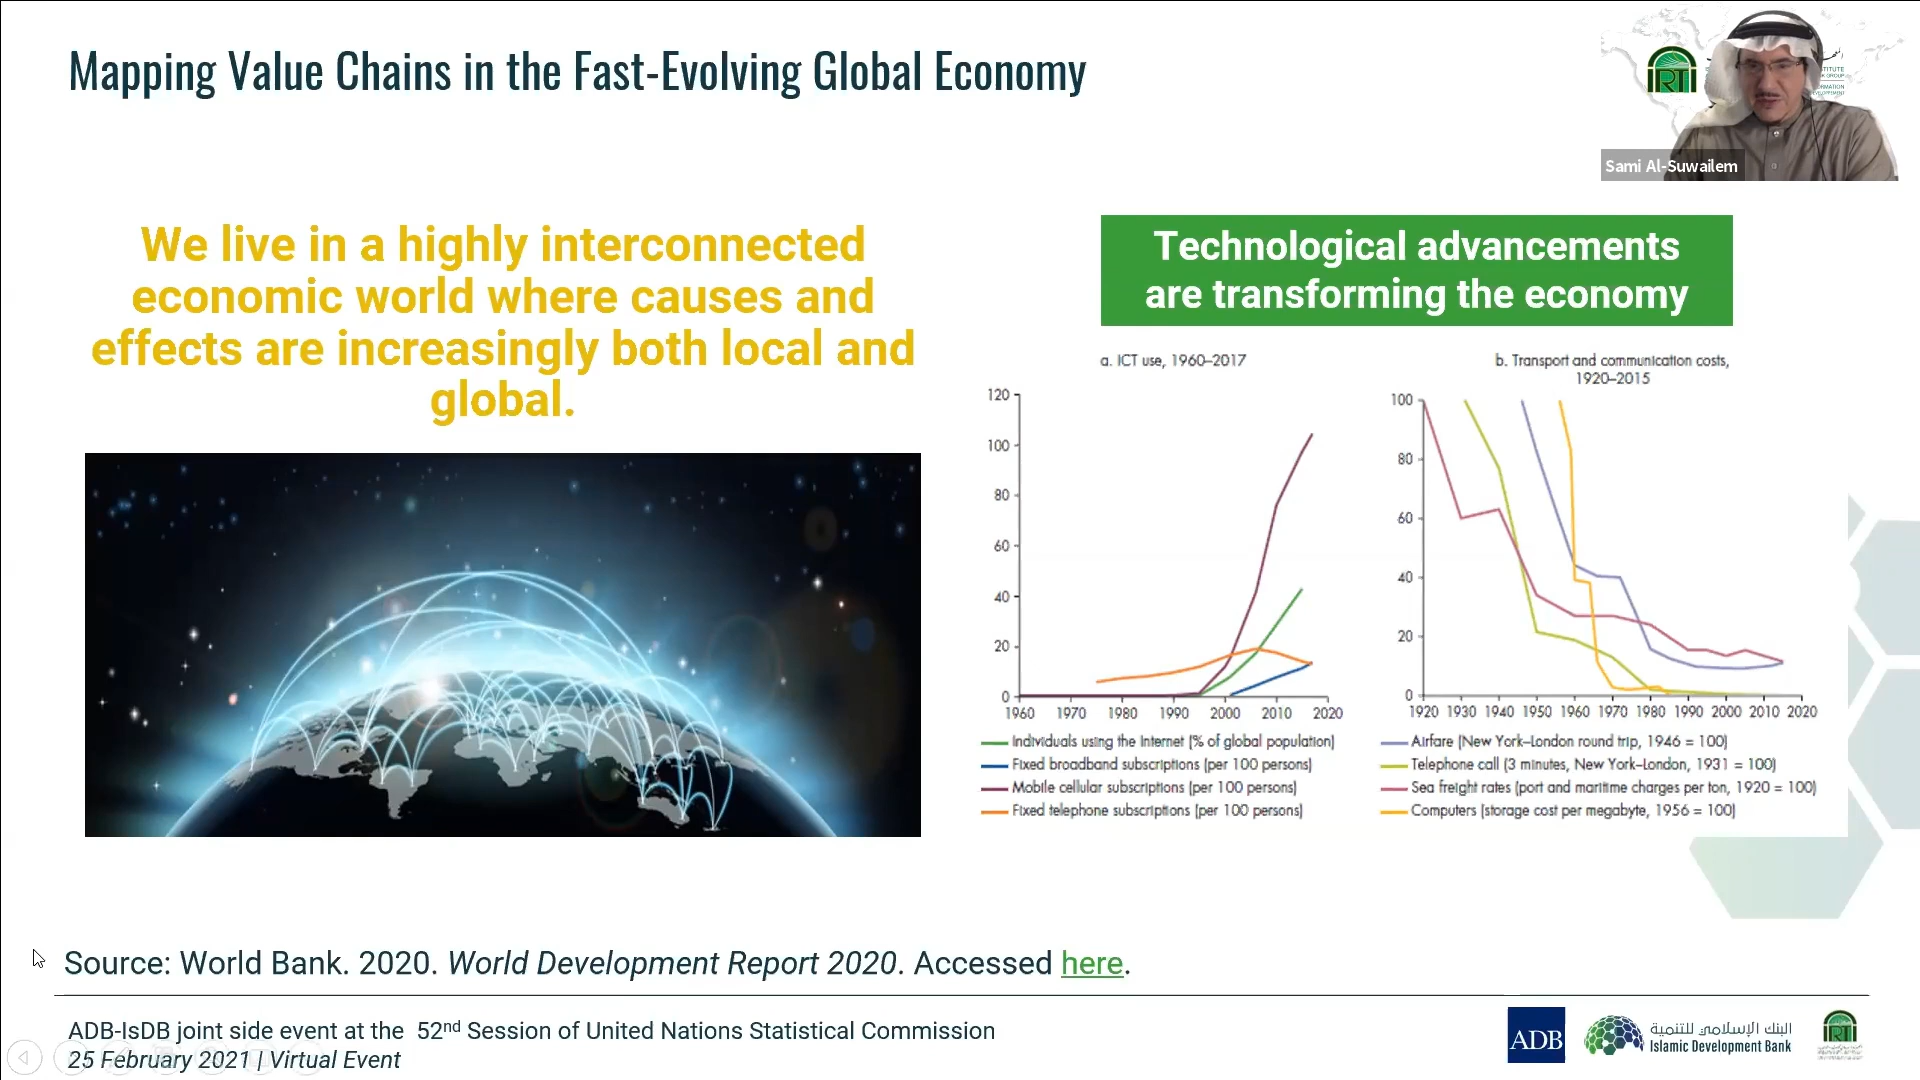 Mapping Value Chains in the Fast-Evolving Global Economy
IRTI
Sami Al-Suwailem
We live in a highly interconnected
economic world where causes and
effects are increasingly both local and
global.
Technological advancements
are transforming the economy
a. ICT use, 1960–2017
120
100
80
60
40
20
0
1960 1970 1980 1990 2000 2010 2020
Individuals using the Internet (% of global population)
Fixed broadband subscriptions (per 100 persons)
Mobile cellular subscriptions (per 100 persons)
Fixed telephone subscriptions (per 100 persons)
b. Transport and communication costs,
1920–2015
100
80
60
40
20
0
1920 1930 1940 1950 1960 1970 1980 1990 2000 2010 2020
Airfare (New York–London round trip, 1946 = 100)
Telephone call (3 minutes, New York–London, 1931 = 100)
Sea freight rates (port and maritime charges per ton, 1920 = 100)
Computers (storage cost per megabyte, 1956 = 100)
Source: World Bank. 2020. World Development Report 2020. Accessed here.
ADB-IsDB joint side event at the 52nd Session of United Nations Statistical Commission
25 February 2021 | Virtual Event
ADB
البنك الإسلامي للتنمية
Islamic Development Bank